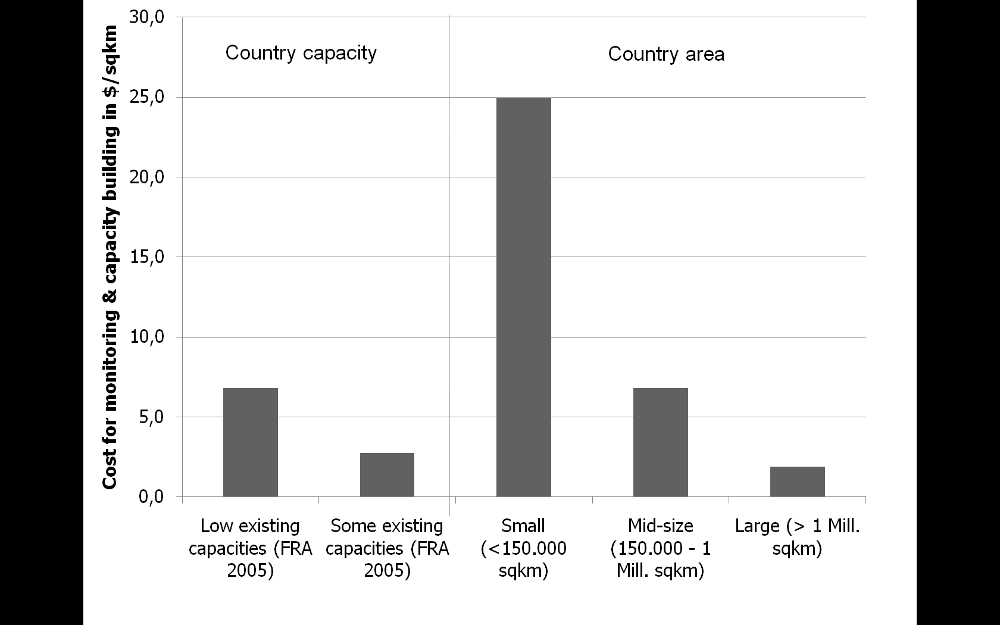 Cost for monitoring & capacity building in $/sqkm
30,0
25,0
20,0
15,0
10,0
5,0
0,0
Country capacity
Country area
Low existing
capacities (FRA
2005)
Some existing
capacities (FRA
2005)
Small
(<150.000
sqkm)
Mid-size
(150.000 - 1
Mill. sqkm)
Large (> 1 Mill.
sqkm)